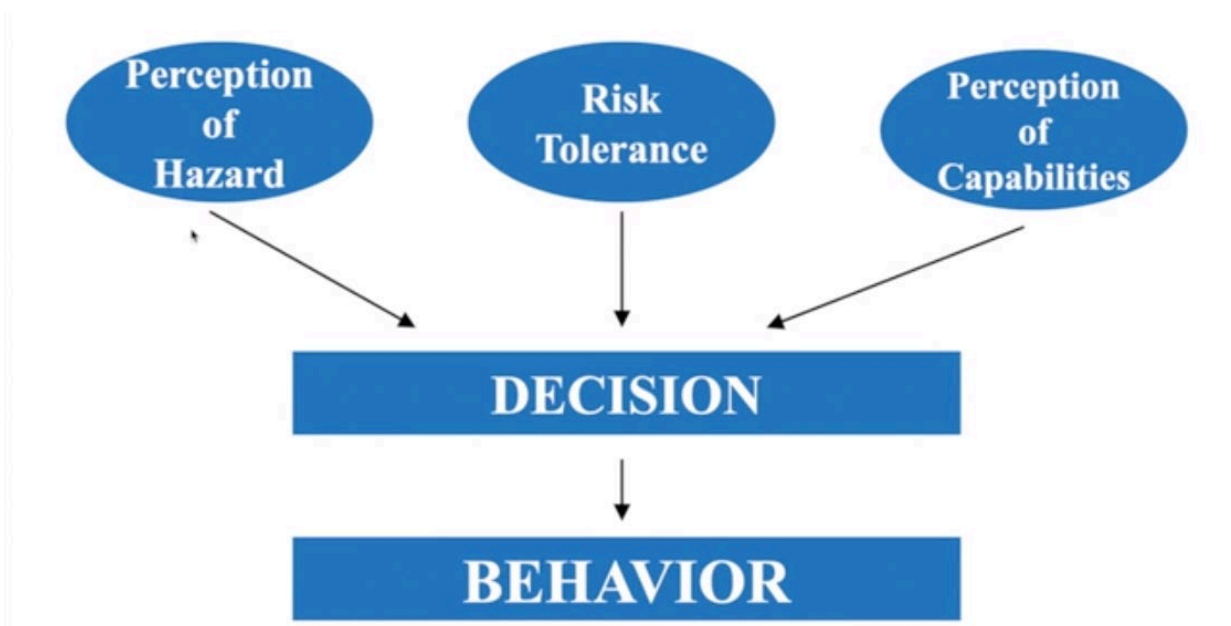 Perception
of
Hazard
Risk
Tolerance
Perception
of
Capabilities
DECISION
BEHAVIOR